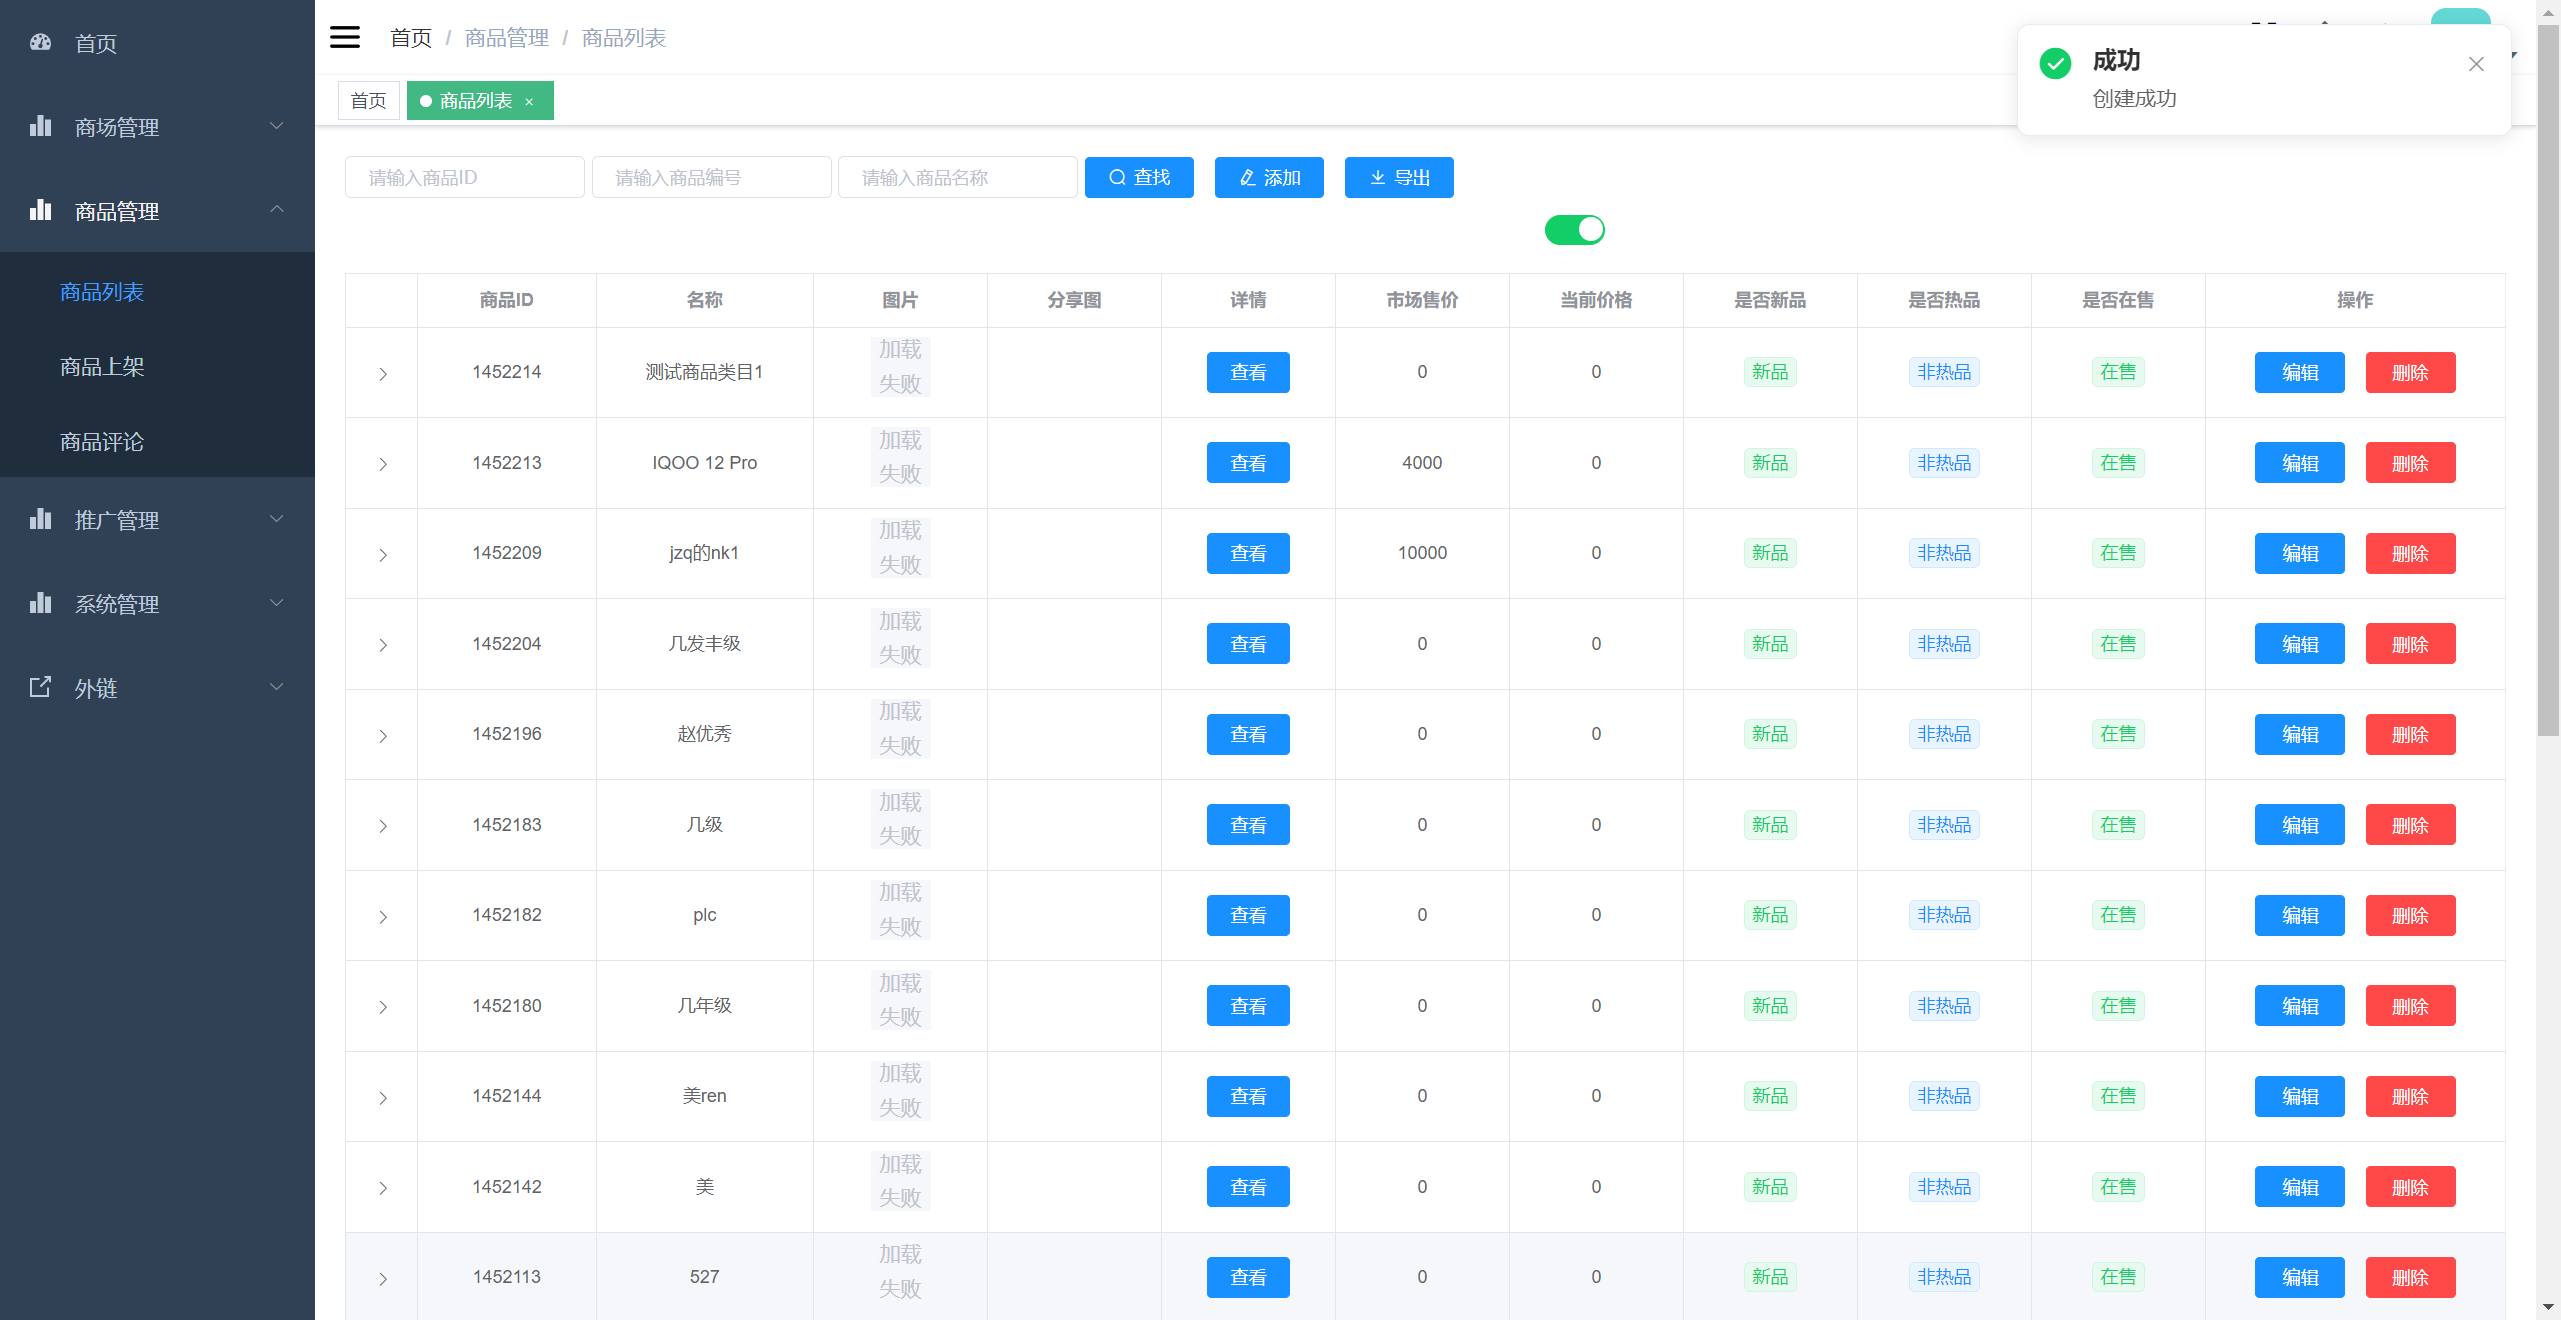 首页
商场管理
商品管理
商品列表
商品上架
商品评论
推广管理
系统管理
外链
首页 / 商品管理 / 商品列表
首页 商品列表 ×
成功
创建成功
请输入商品ID 请输入商品编号 请输入商品名称 查找 添加 导出
商品ID 名称 图片 分享图 详情 市场售价 当前价格 是否新品 是否热品 是否在售 操作
1452214 测试商品类目1 加载失败 查看 0 0 新品 非热品 在售 编辑 删除
1452213 IQOO 12 Pro 加载失败 查看 4000 0 新品 非热品 在售 编辑 删除
1452209 jzq的nk1 加载失败 查看 10000 0 新品 非热品 在售 编辑 删除
1452204 几发丰级 加载失败 查看 0 0 新品 非热品 在售 编辑 删除
1452196 赵优秀 加载失败 查看 0 0 新品 非热品 在售 编辑 删除
1452183 几级 加载失败 查看 0 0 新品 非热品 在售 编辑 删除
1452182 plc 加载失败 查看 0 0 新品 非热品 在售 编辑 删除
1452180 几年级 加载失败 查看 0 0 新品 非热品 在售 编辑 删除
1452144 美ren 加载失败 查看 0 0 新品 非热品 在售 编辑 删除
1452142 美 加载失败 查看 0 0 新品 非热品 在售 编辑 删除
1452113 527 加载失败 查看 0 0 新品 非热品 在售 编辑 删除